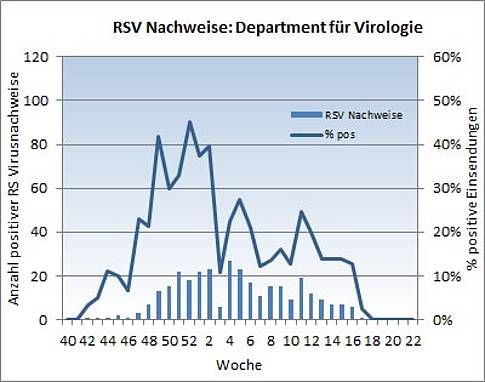 RSV Nachweise: Department für Virologie
120 60%
100 50%
80 40%
60 30%
40 20%
20 10%
0 0%
Anzahl positiver RS Virusnachweise
% positive Einsendungen
RSV Nachweise
% pos
40 42 44 46 48 50 52 2 4 6 8 10 12 14 16 18 20 22
Woche